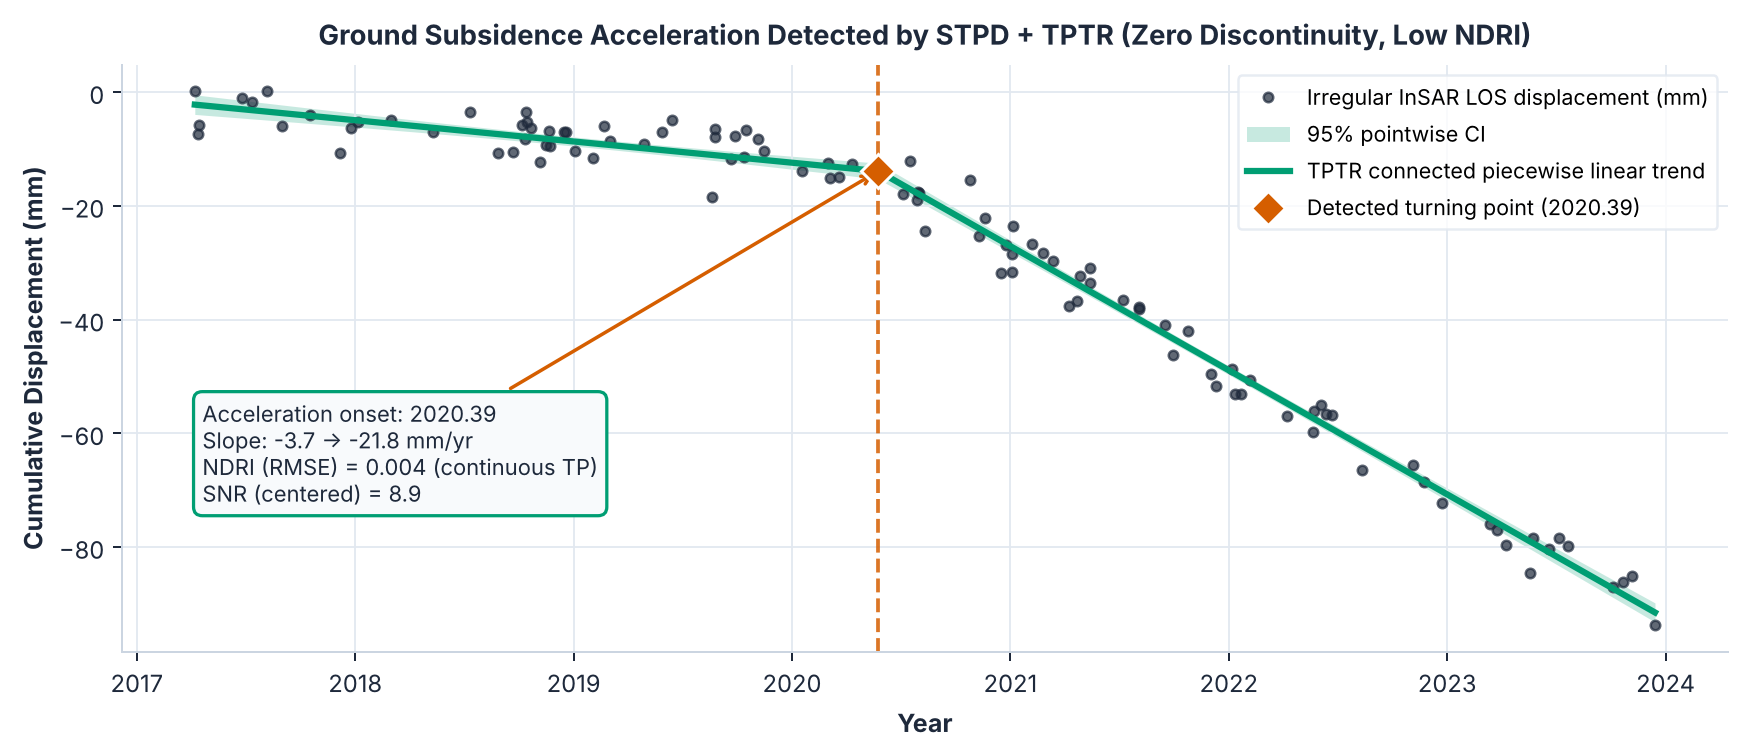 Ground Subsidence Acceleration Detected by STPD + TPTR (Zero Discontinuity, Low NDRI)
Irregular InSAR LOS displacement (mm)
95% pointwise CI
TPTR connected piecewise linear trend
Detected turning point (2020.39)
Cumulative Displacement (mm)
0
−20
−40
−60
−80
Acceleration onset: 2020.39
Slope: -3.7 → -21.8 mm/yr
NDRI (RMSE) = 0.004 (continuous TP)
SNR (centered) = 8.9
2017 2018 2019 2020 2021 2022 2023 2024
Year